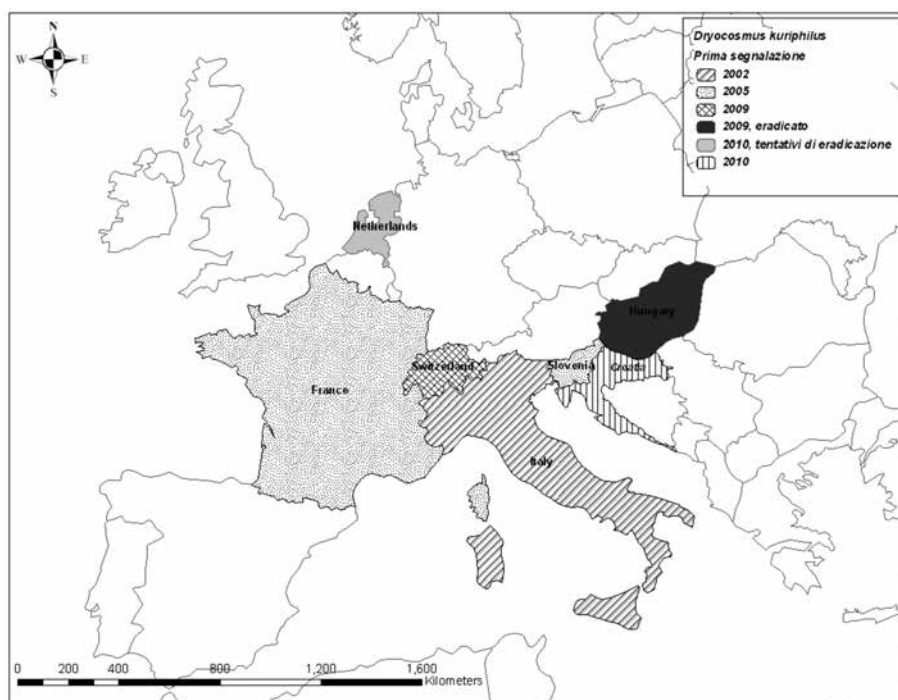 N
W E
S
Dryocosmus kuriphilus
Prima segnalazione
2002
2005
2009
2009, eradicato
2010, tentativi di eradicazione
2010
Netherlands
Hungary
Switzerland
Slovenia
Croatia
France
Italy
0 200 400 800 1,200 1,600
Kilometers